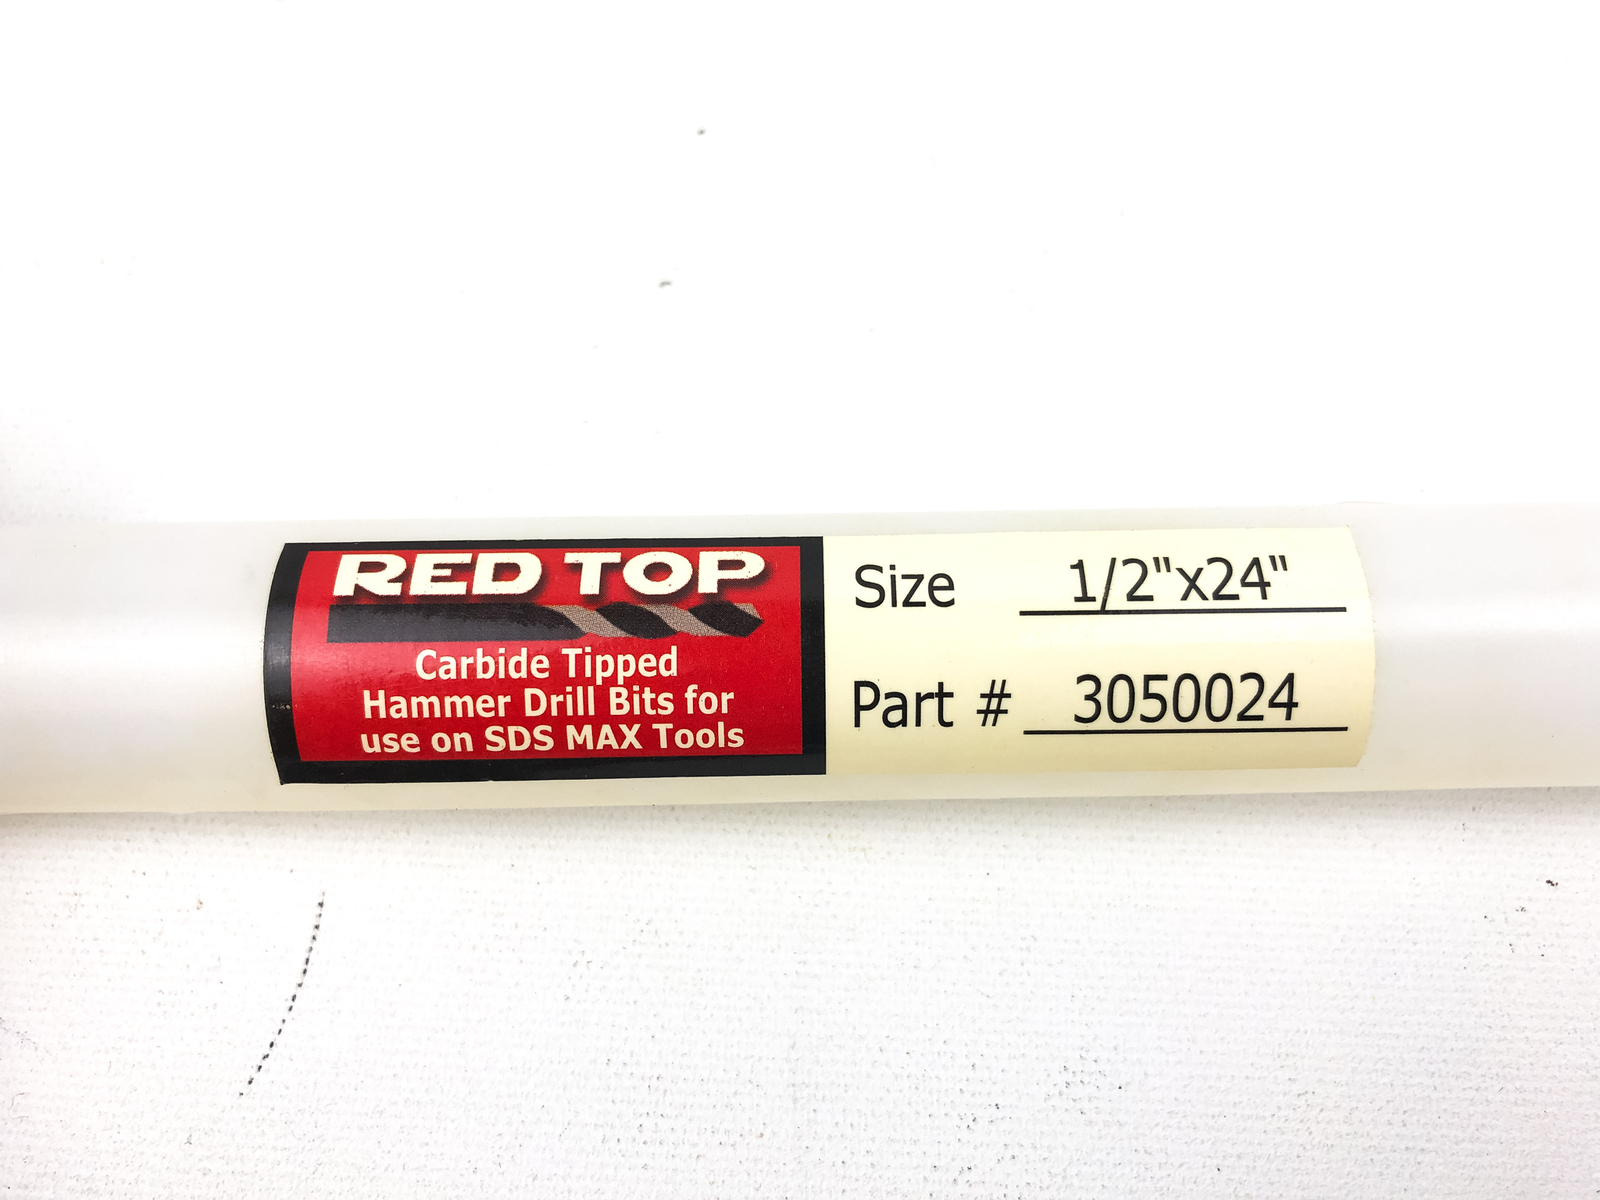 RED TOP
Carbide Tipped
Hammer Drill Bits for
use on SDS MAX Tools
Size 1/2"x24"
Part # 3050024